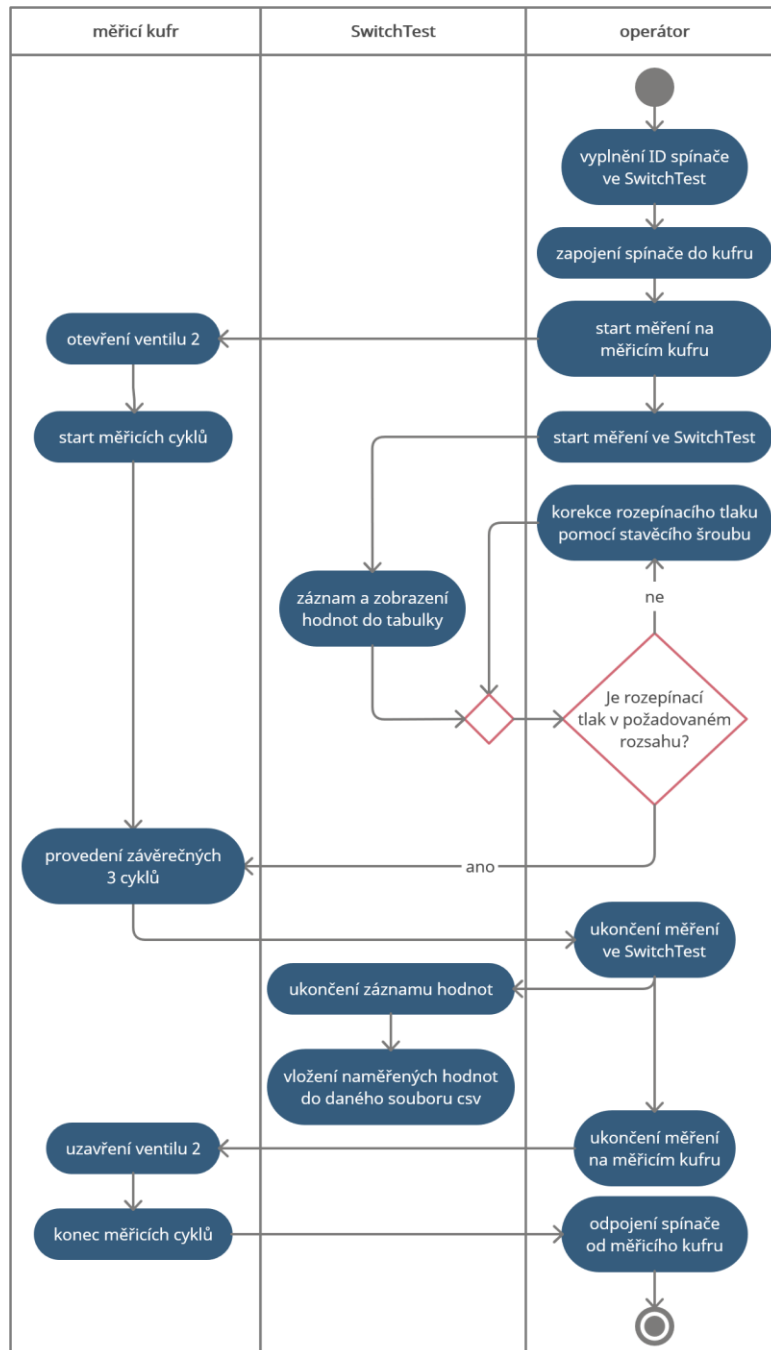 měřicí kufr
SwitchTest
operátor
vyplnění ID spínače
ve SwitchTest
zapojení spínače do kufru
otevření ventilu 2
start měření na
měřicím kufru
start měřicích cyklů
start měření ve SwitchTest
korekce rozepínacího tlaku
pomocí stavěcího šroubu
záznam a zobrazení
hodnot do tabulky
ne
Je rozepínací
tlak v požadovaném
rozsahu?
provedení závěrečných
3 cyklů
ano
ukončení měření
ve SwitchTest
ukončení záznamu hodnot
vložení naměřených hodnot
do daného souboru csv
uzavření ventilu 2
ukončení měření
na měřicím kufru
konec měřicích cyklů
odpojení spínače
od měřicího kufru